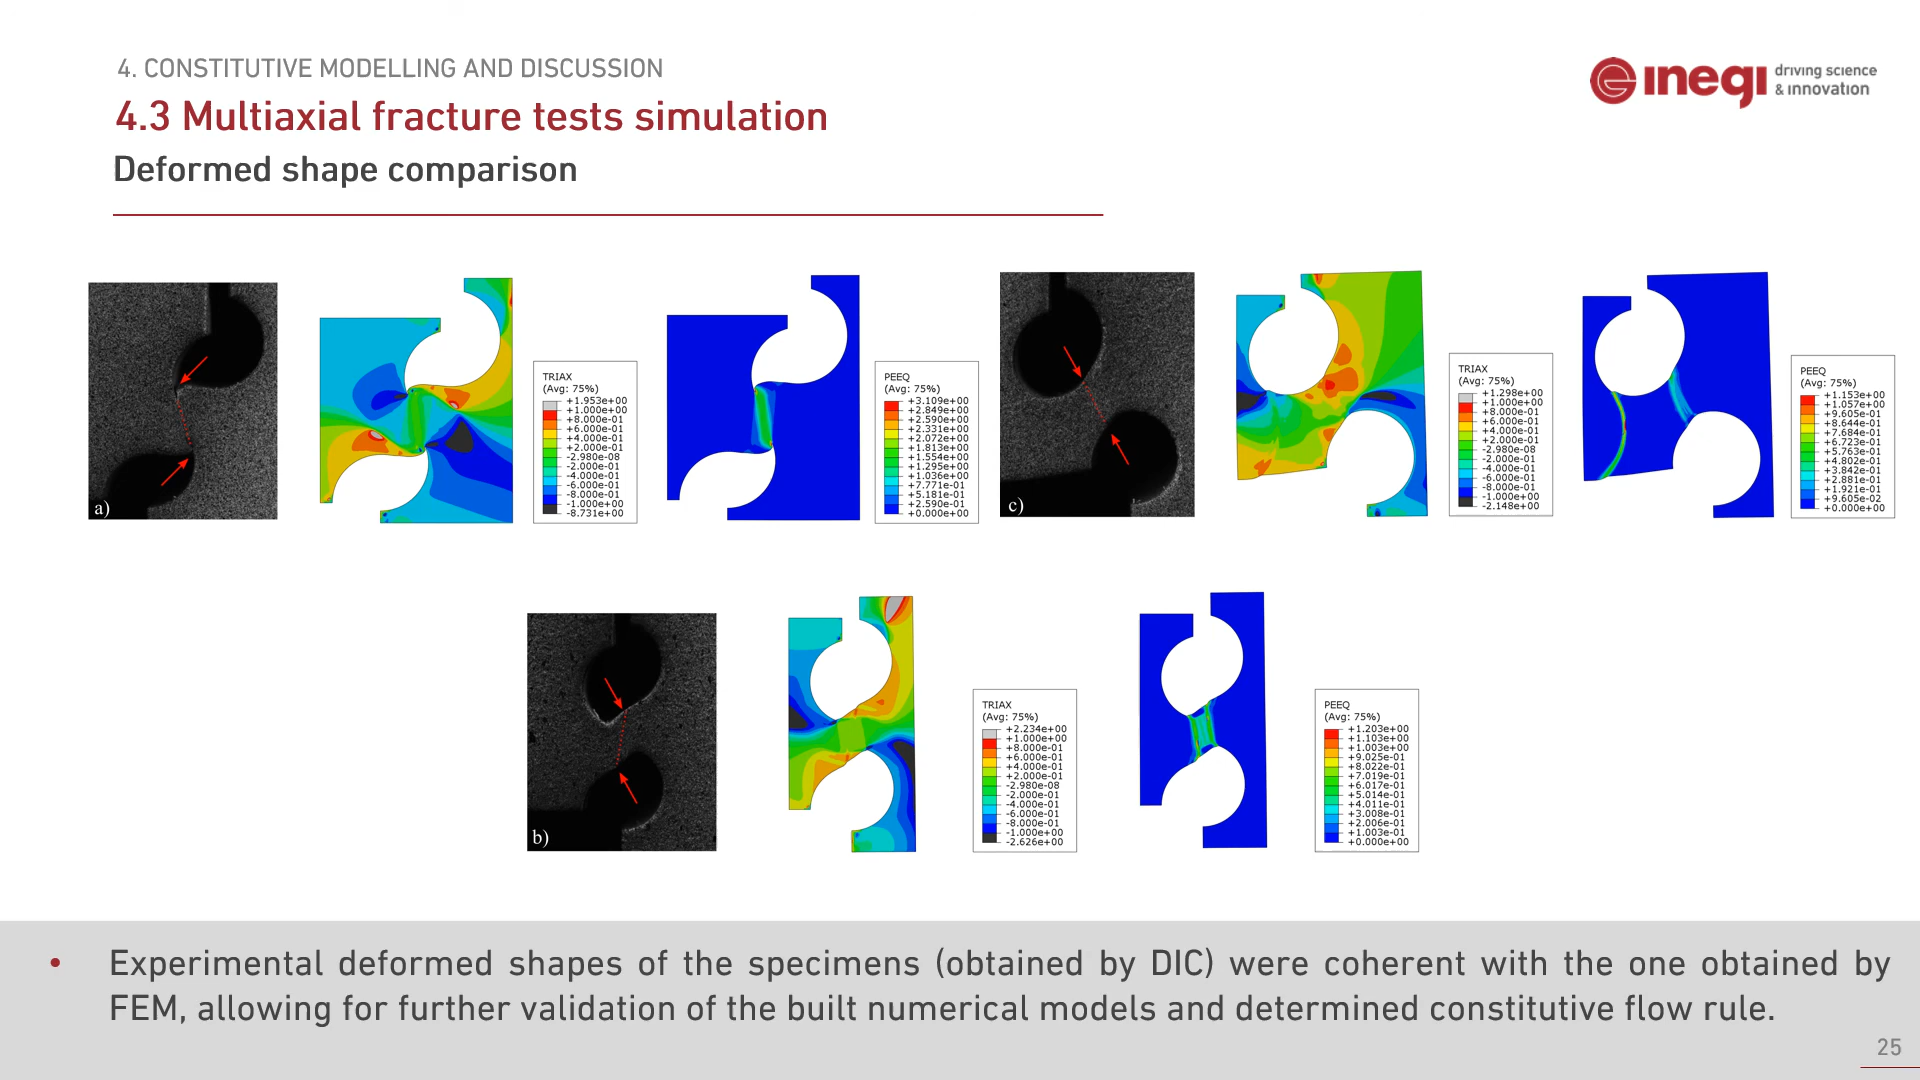 4. CONSTITUTIVE MODELLING AND DISCUSSION
4.3 Multiaxial fracture tests simulation
Deformed shape comparison
inegi driving science
& innovation
a)
TRIAX
(Avg: 75%)
+1.953e+00
+1.000e+00
+8.000e-01
+6.000e-01
+4.000e-01
+2.000e-01
-2.980e-08
-2.000e-01
-4.000e-01
-6.000e-01
-8.000e-01
-1.000e+00
-8.731e+00
PEEQ
(Avg: 75%)
+3.109e+00
+2.849e+00
+2.590e+00
+2.331e+00
+2.072e+00
+1.813e+00
+1.554e+00
+1.295e+00
+1.036e+00
+7.771e-01
+5.181e-01
+2.590e-01
+0.000e+00
c)
TRIAX
(Avg: 75%)
+1.298e+00
+1.000e+00
+8.000e-01
+6.000e-01
+4.000e-01
+2.000e-01
-2.980e-08
-2.000e-01
-4.000e-01
-6.000e-01
-8.000e-01
-1.000e+00
-2.148e+00
PEEQ
(Avg: 75%)
+1.153e+00
+1.057e+00
+9.605e-01
+8.644e-01
+7.684e-01
+6.723e-01
+5.763e-01
+4.802e-01
+3.842e-01
+2.881e-01
+1.921e-01
+9.605e-02
+0.000e+00
b)
TRIAX
(Avg: 75%)
+2.234e+00
+1.000e+00
+8.000e-01
+6.000e-01
+4.000e-01
+2.000e-01
-2.980e-08
-2.000e-01
-4.000e-01
-6.000e-01
-8.000e-01
-1.000e+00
-2.626e+00
PEEQ
(Avg: 75%)
+1.203e+00
+1.103e+00
+1.003e+00
+9.025e-01
+8.022e-01
+7.019e-01
+6.017e-01
+5.014e-01
+4.011e-01
+3.008e-01
+2.006e-01
+1.003e-01
+0.000e+00
• Experimental deformed shapes of the specimens (obtained by DIC) were coherent with the one obtained by
FEM, allowing for further validation of the built numerical models and determined constitutive flow rule.
25